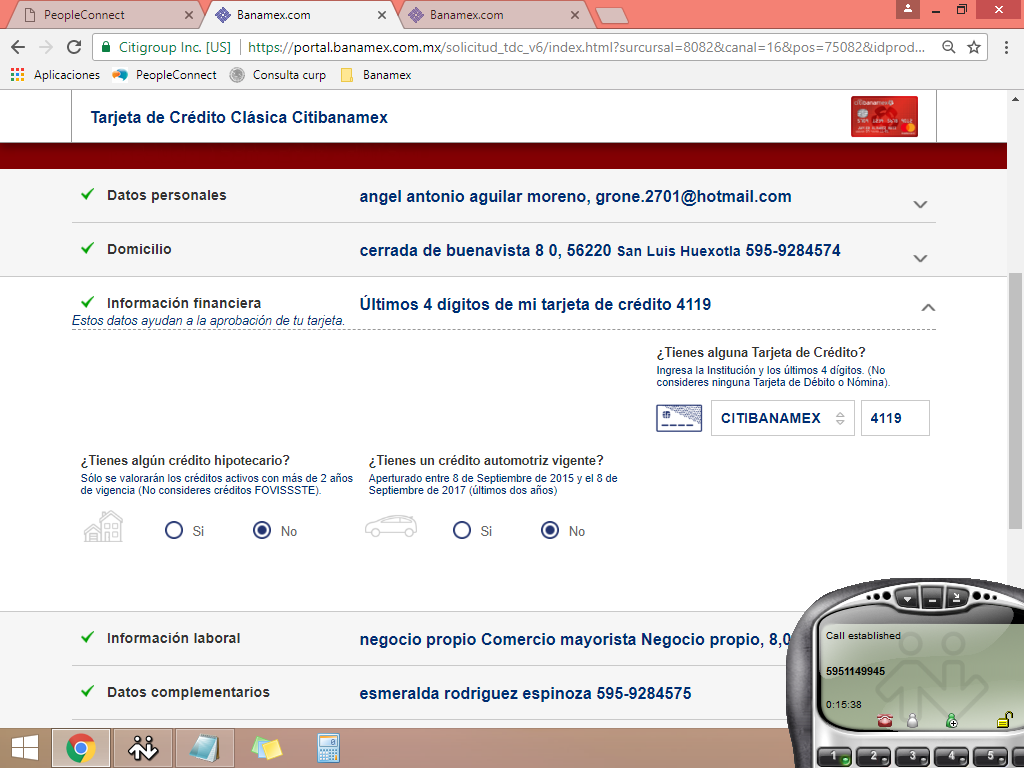 PeopleConnect
Banamex.com
Banamex.com
Citigroup Inc. [US]
https://portal.banamex.com.mx/solicitud_tdc_v6/index.html?surcursal=8082&canal=16&pos=75082&idprod...
Aplicaciones
PeopleConnect
Consulta curp
Banamex
Tarjeta de Crédito Clásica Citibanamex
Datos personales
angel antonio aguilar moreno, grone.2701@hotmail.com
Domicilio
cerrada de buenavista 8 0, 56220 San Luis Huexotla 595-9284574
Información financiera
Últimos 4 dígitos de mi tarjeta de crédito 4119
Estos datos ayudan a la aprobación de tu tarjeta.
¿Tienes alguna Tarjeta de Crédito?
Ingresa la Institución y los últimos 4 dígitos. (No
consideres ninguna Tarjeta de Débito o Nómina).
CITIBANAMEX
4119
¿Tienes algún crédito hipotecario?
Sólo se valorarán los créditos activos con más de 2 años
de vigencia (No consideres créditos FOVISSSTE).
Si
No
¿Tienes un crédito automotriz vigente?
Aperturado entre 8 de Septiembre de 2015 y el 8 de
Septiembre de 2017 (últimos dos años)
Si
No
Información laboral
negocio propio Comercio mayorista Negocio propio, 8,0
Datos complementarios
esmeralda rodriguez espinoza 595-9284575
Call established
5951149945
0:15:38
1
2
3
4
5